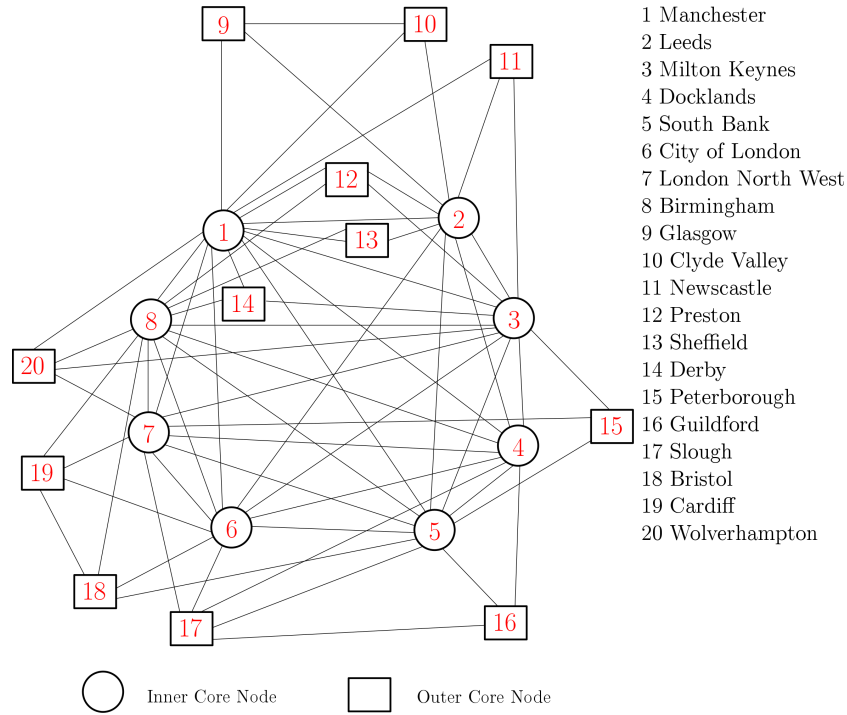 9
10
11
12
2
1
13
14
8
3
20
15
7
4
19
6
5
18
17
16
1 Manchester
2 Leeds
3 Milton Keynes
4 Docklands
5 South Bank
6 City of London
7 London North West
8 Birmingham
9 Glasgow
10 Clyde Valley
11 Newscastle
12 Preston
13 Sheffield
14 Derby
15 Peterborough
16 Guildford
17 Slough
18 Bristol
19 Cardiff
20 Wolverhampton
Inner Core Node
Outer Core Node